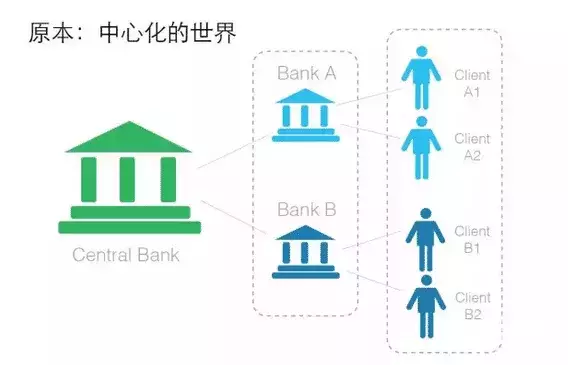 原本：中心化的世界
Bank A
Client
A1
Client
A2
Central Bank
Bank B
Client
B1
Client
B2